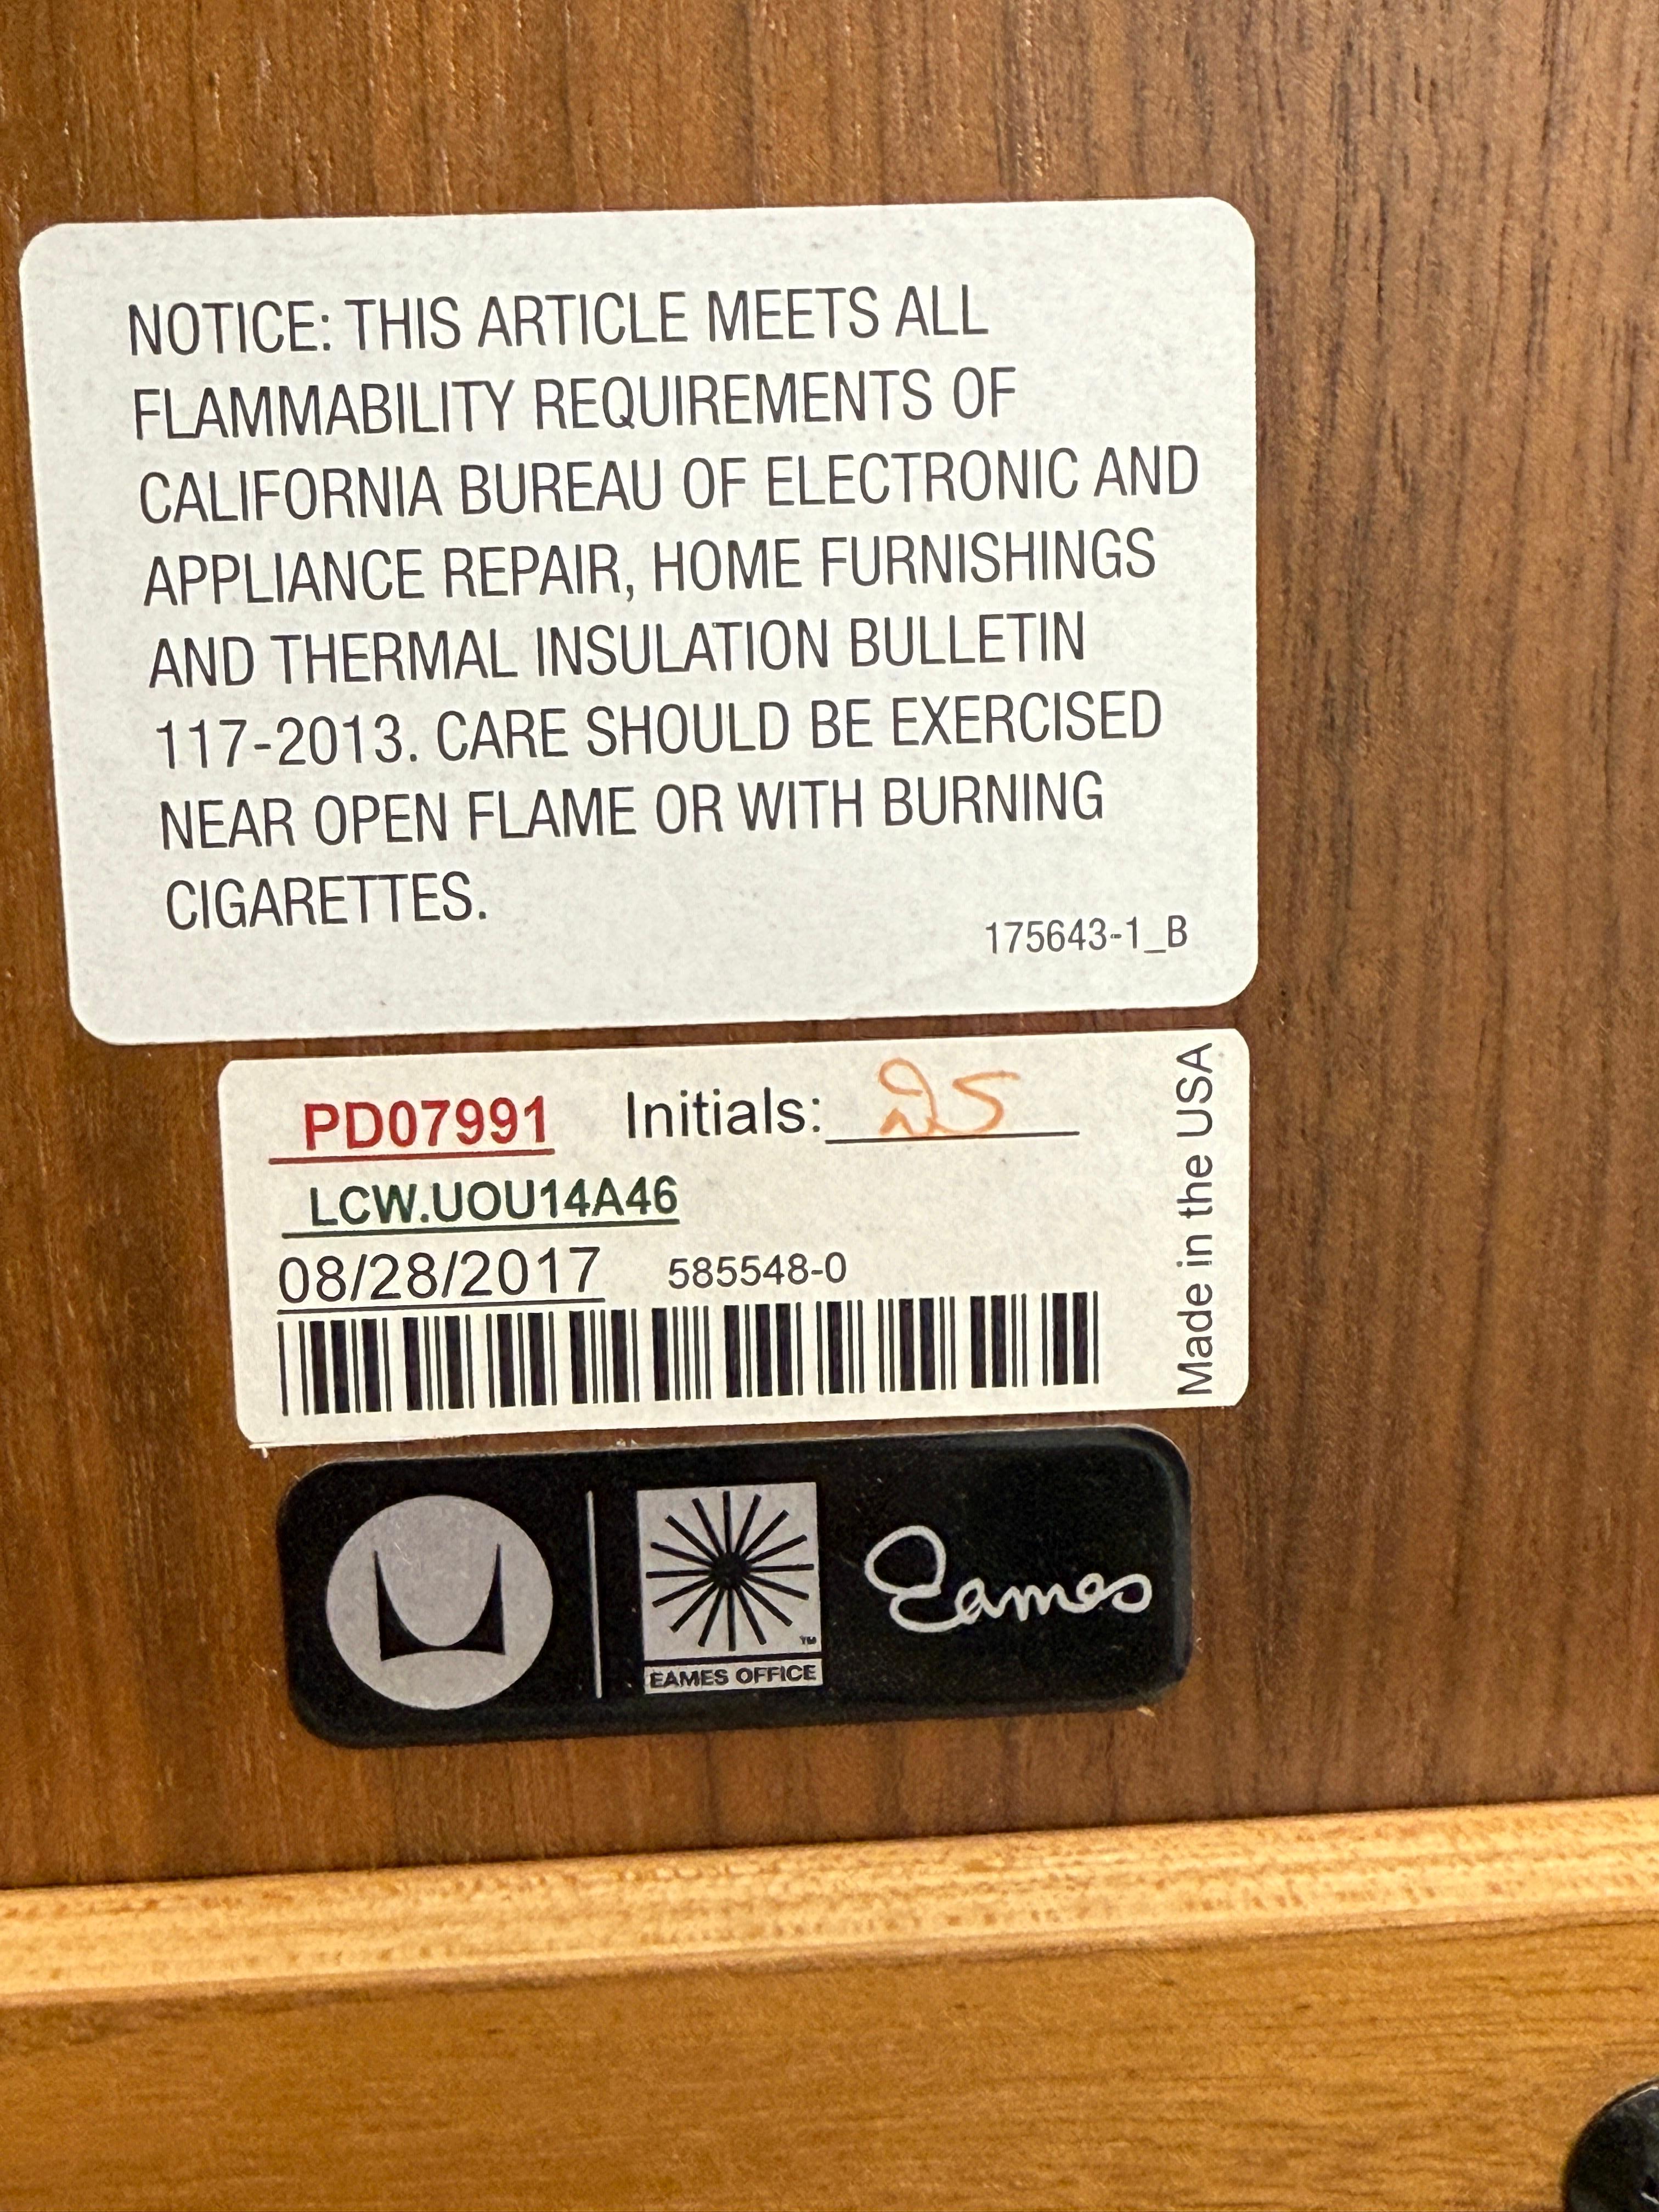 NOTICE: THIS ARTICLE MEETS ALL
FLAMMABILITY REQUIREMENTS OF
CALIFORNIA BUREAU OF ELECTRONIC AND
APPLIANCE REPAIR, HOME FURNISHINGS
AND THERMAL INSULATION BULLETIN
117-2013. CARE SHOULD BE EXERCISED
NEAR OPEN FLAME OR WITH BURNING
CIGARETTES.
175643-1_B
PD07991 Initials:
LCW.UOU14A46
08/28/2017 585548-0
Made in the USA
TM
EAMES OFFICE
Eames